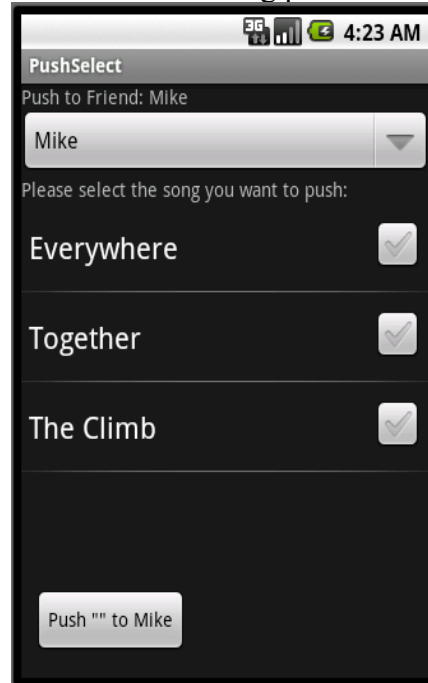 3G 4:23 AM
PushSelect
Push to Friend: Mike
Mike
Please select the song you want to push:
Everywhere
Together
The Climb
Push "" to Mike